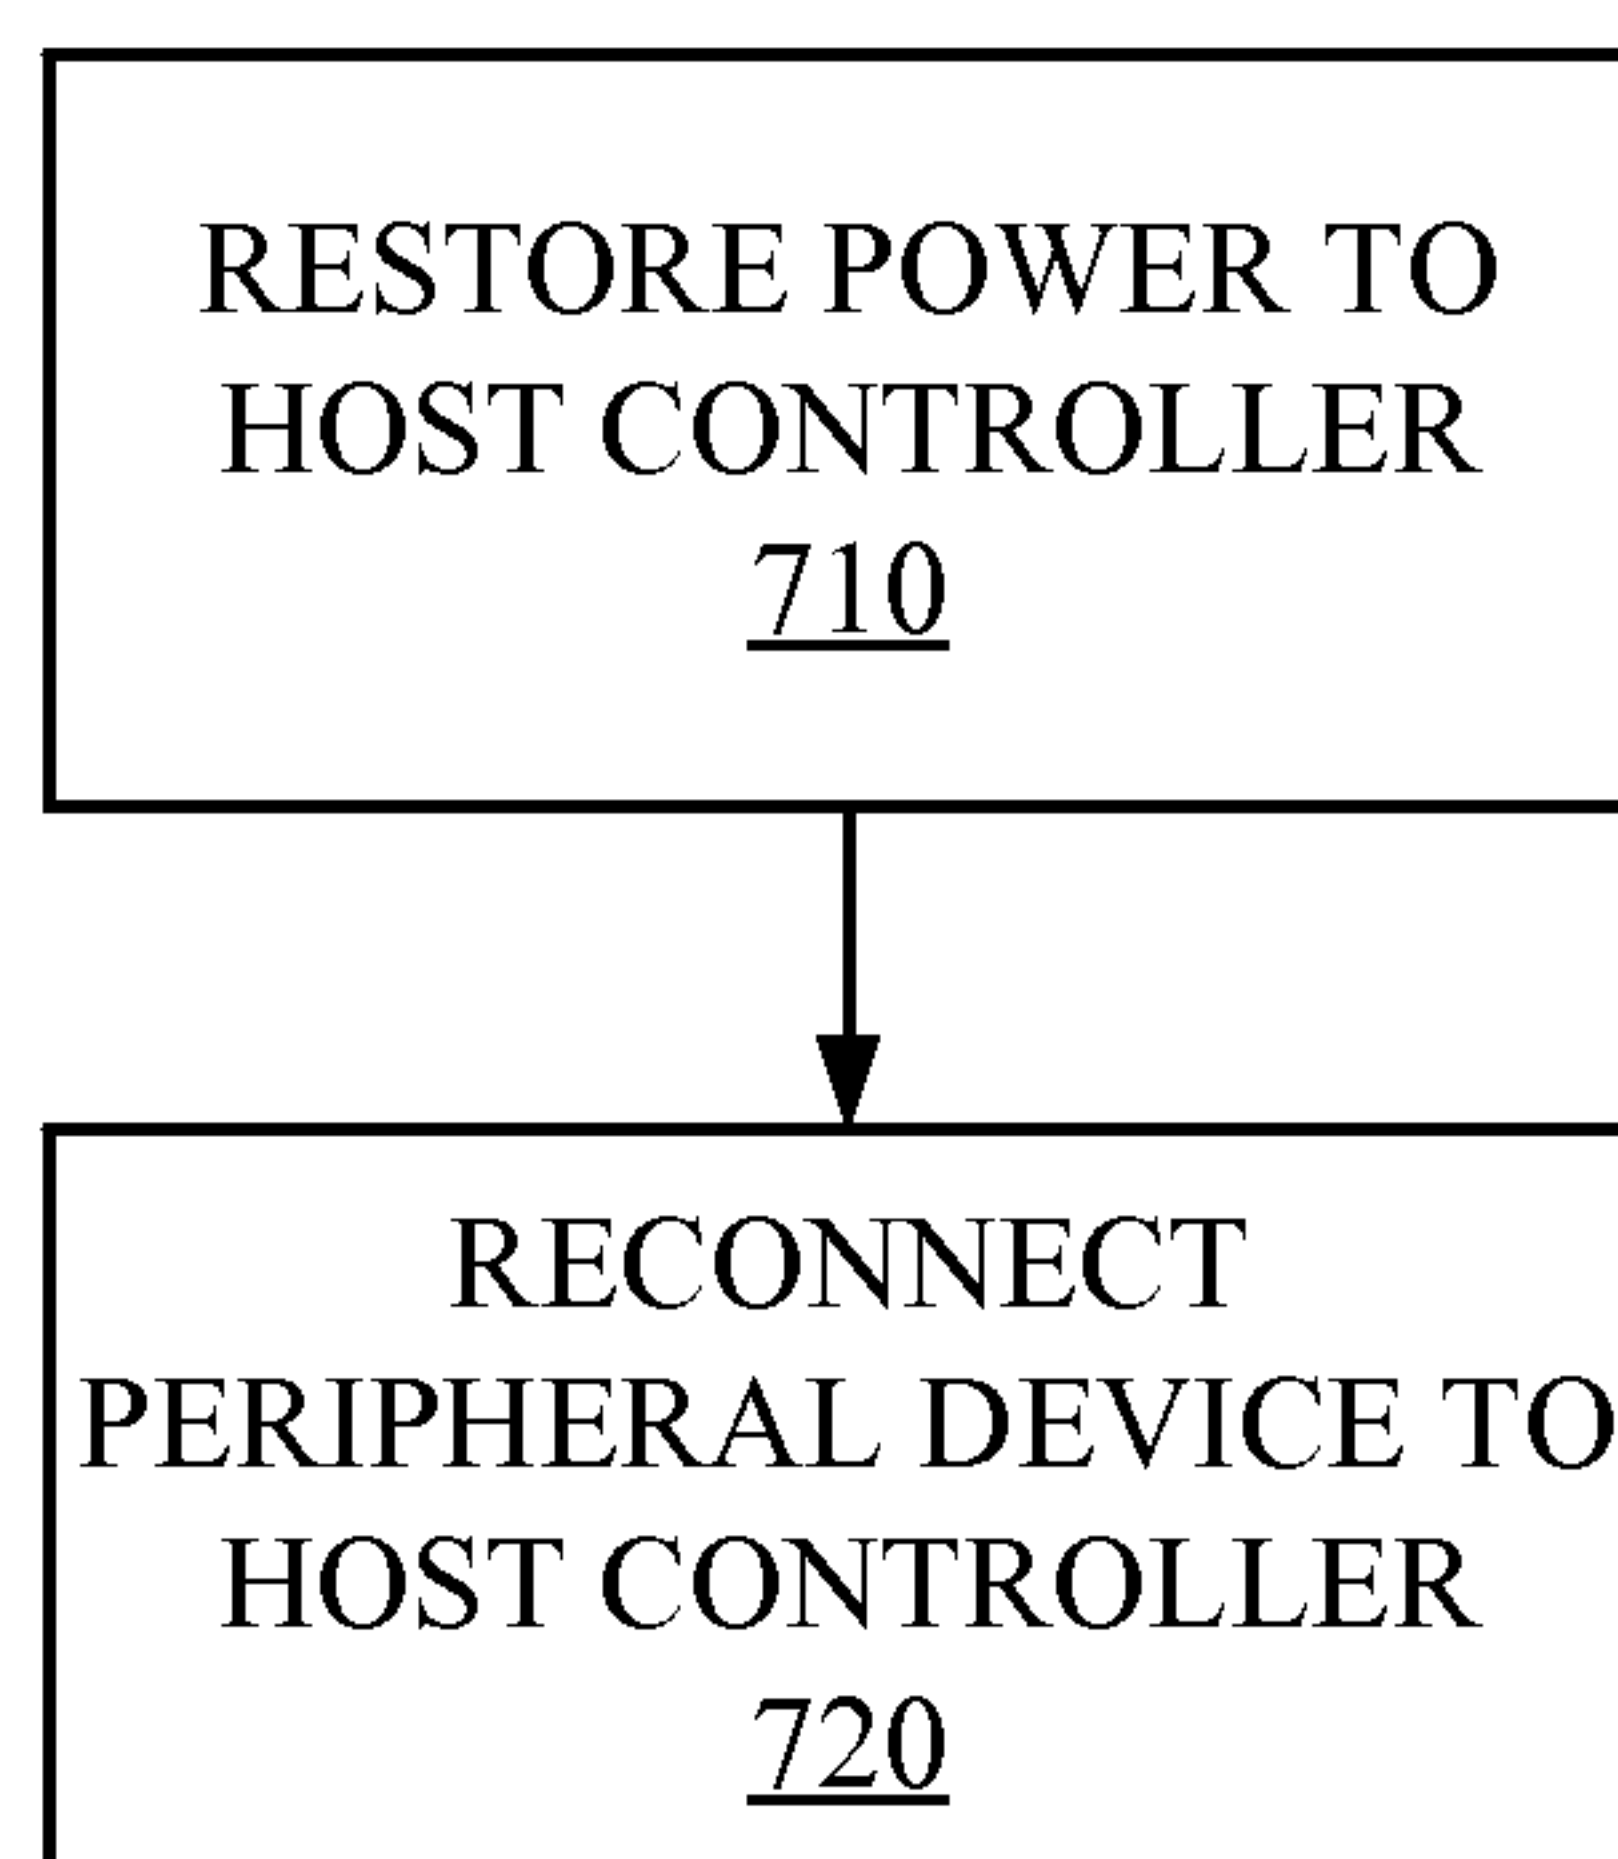 RESTORE POWER TO
HOST CONTROLLER
710
RECONNECT
PERIPHERAL DEVICE TO
HOST CONTROLLER
720